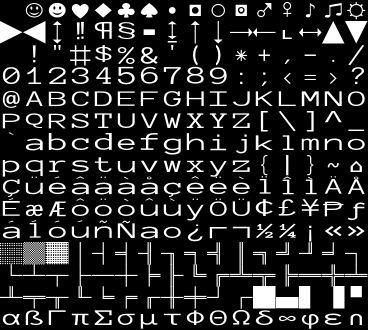 ☺☻♥♦♣♠•◘○◙♂♀♪♫☼
►◄↕‼¶§▬↨↑↓→←∟↔▲▼
!"#$%&'()*+,-./
0123456789:;<=>?
@ABCDEFGHIJKLMNO
PQRSTUVWXYZ[\]^_
`abcdefghijklmno
pqrstuvwxyz{|}~⌂
ÇüéâäàåçêëèïîìÄÅ
ÉæÆôöòûùÿÖÜ¢£¥₧ƒ
áíóúñÑªº¿⌐¬½¼¡«»
░▒▓│┤╡╢╖╕╣║╗╝╜╛┐
└┴┬├─┼╞╟╚╔╩╦╠═╬╧
╨╤╥╙╘╒╓╫╪┘┌█▄▌▐▀
αßΓπΣσµτΦΘΩδ∞φε∩